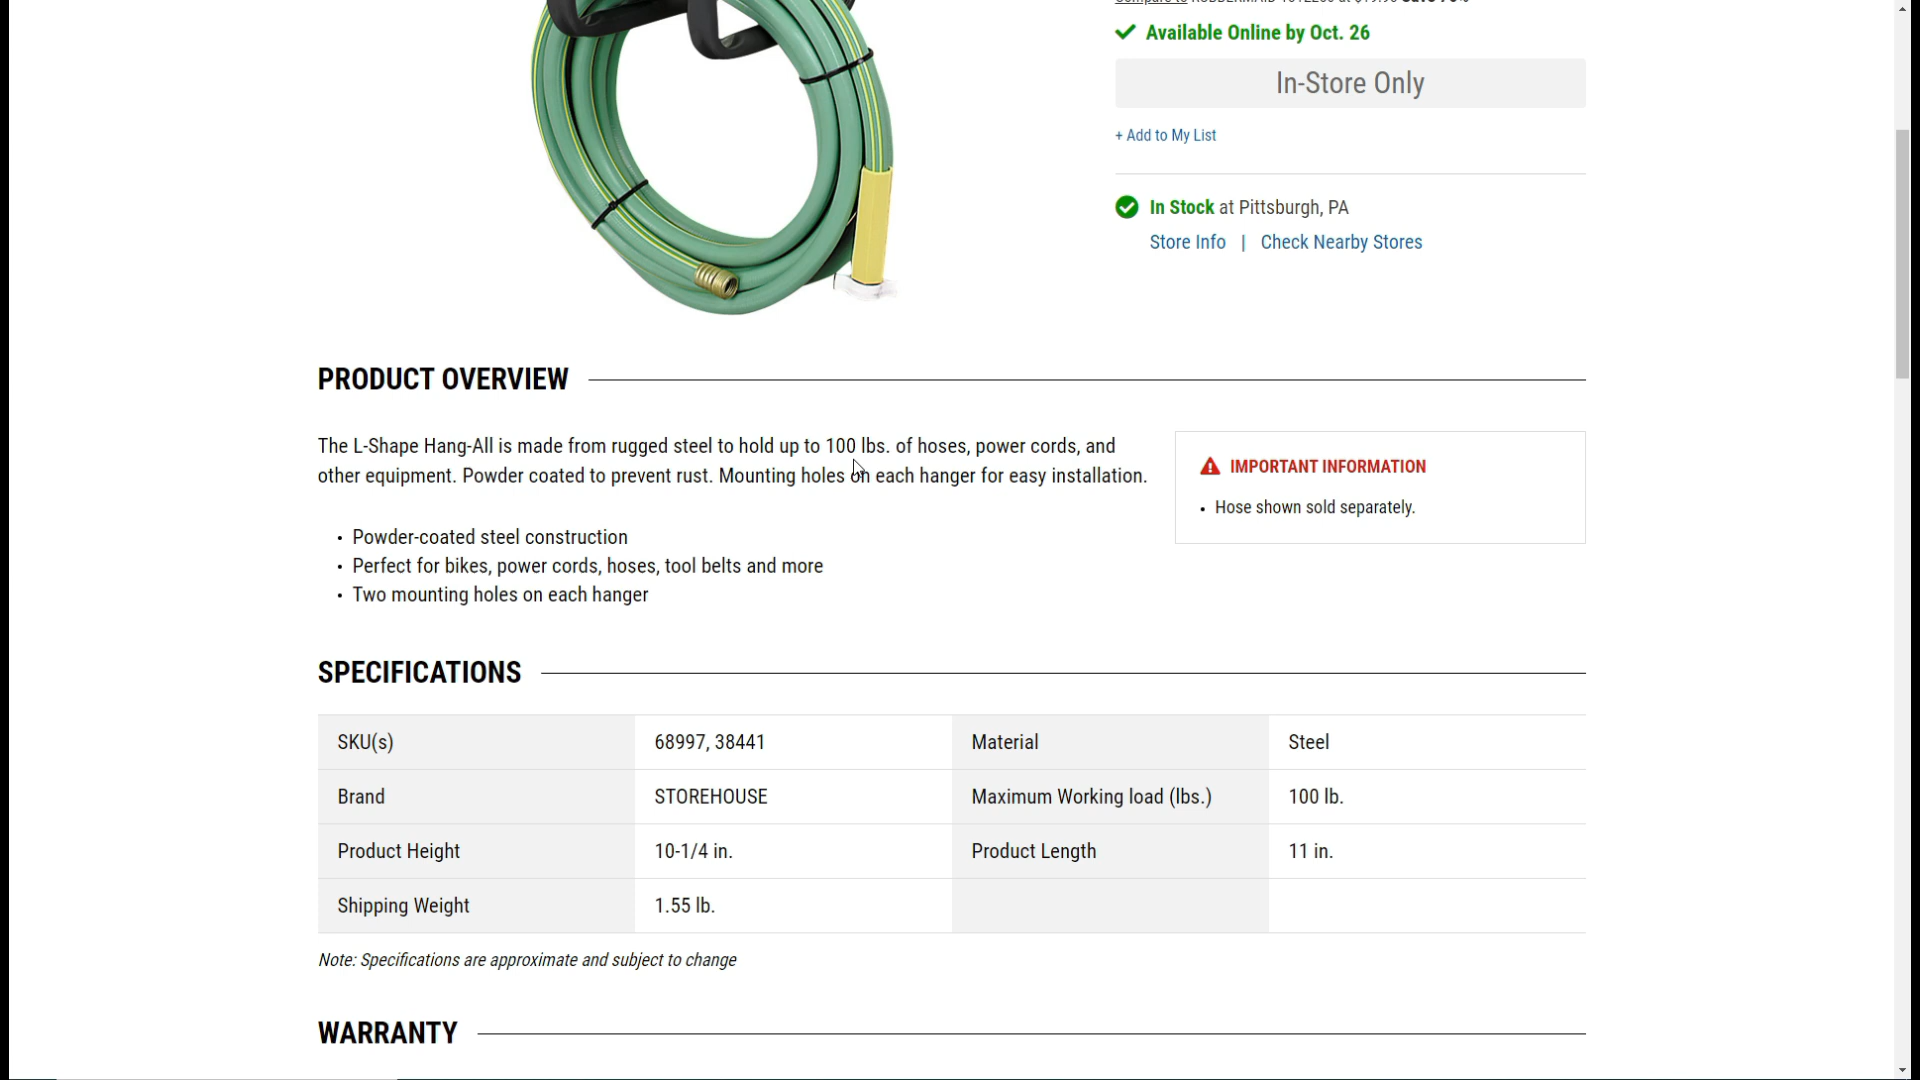 Available Online by Oct. 26
In-Store Only
+ Add to My List
In Stock at Pittsburgh, PA
Store Info | Check Nearby Stores
PRODUCT OVERVIEW
The L-Shape Hang-All is made from rugged steel to hold up to 100 lbs. of hoses, power cords, and
other equipment. Powder coated to prevent rust. Mounting holes on each hanger for easy installation.
IMPORTANT INFORMATION
• Hose shown sold separately.
• Powder-coated steel construction
• Perfect for bikes, power cords, hoses, tool belts and more
• Two mounting holes on each hanger
SPECIFICATIONS
SKU(s) 68997, 38441 Material Steel
Brand STOREHOUSE Maximum Working load (lbs.) 100 lb.
Product Height 10-1/4 in. Product Length 11 in.
Shipping Weight 1.55 lb.
Note: Specifications are approximate and subject to change
WARRANTY